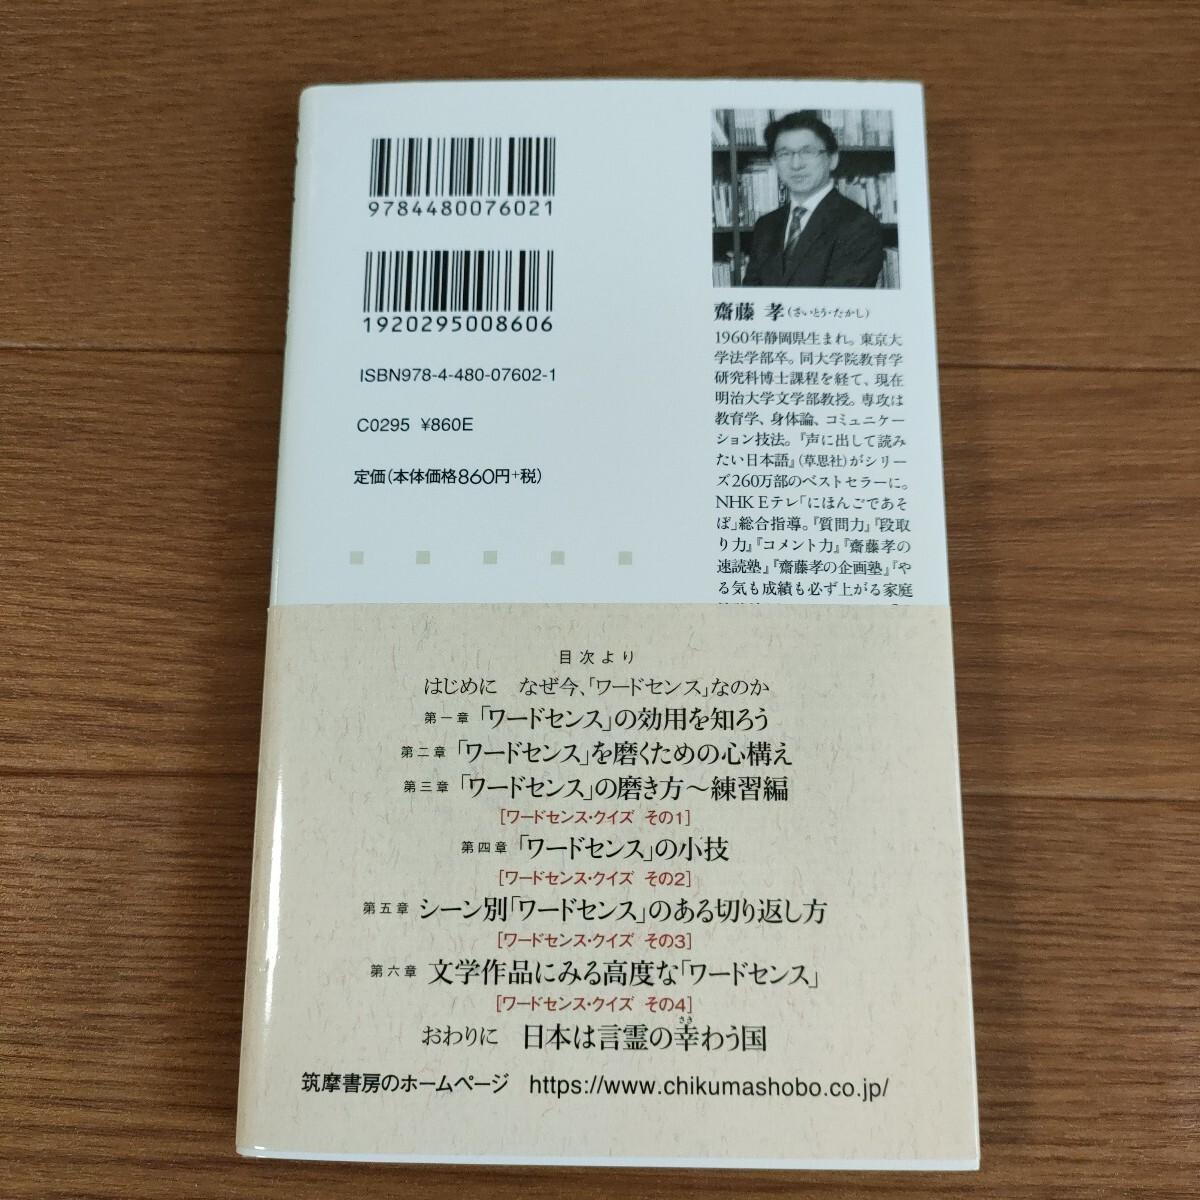 9784480076021
1920295008606
ISBN978-4-480-07602-1
C0295 ¥860E
定価(本体価格860円+税)
齋藤 孝(さいとう・たかし)
1960年静岡県生まれ。東京大
学法学部卒。同大学院教育学
研究科博士課程を経て、現在
明治大学文学部教授。専攻は
教育学、身体論、コミュニケー
ション技法。『声に出して読み
たい日本語』(草思社)がシリー
ズ260万部のベストセラーに。
NHK Eテレ「にほんごであそ
ぼ」総合指導。『質問力』『段取
り力』『コメント力』『齋藤孝の
速読塾』『齋藤孝の企画塾』『や
る気も成績も必ず上がる家庭
目次より
はじめに なぜ今、「ワードセンス」なのか
第一章 「ワードセンス」の効用を知ろう
第二章 「ワードセンス」を磨くための心構え
第三章 「ワードセンス」の磨き方〜練習編
[ワードセンス・クイズ その1]
第四章 「ワードセンス」の小技
[ワードセンス・クイズ その2]
第五章 シーン別「ワードセンス」のある切り返し方
[ワードセンス・クイズ その3]
第六章 文学作品にみる高度な「ワードセンス」
[ワードセンス・クイズ その4]
おわりに 日本は言霊の幸わう国
さき
筑摩書房のホームページ https://www.chikumashobo.co.jp/